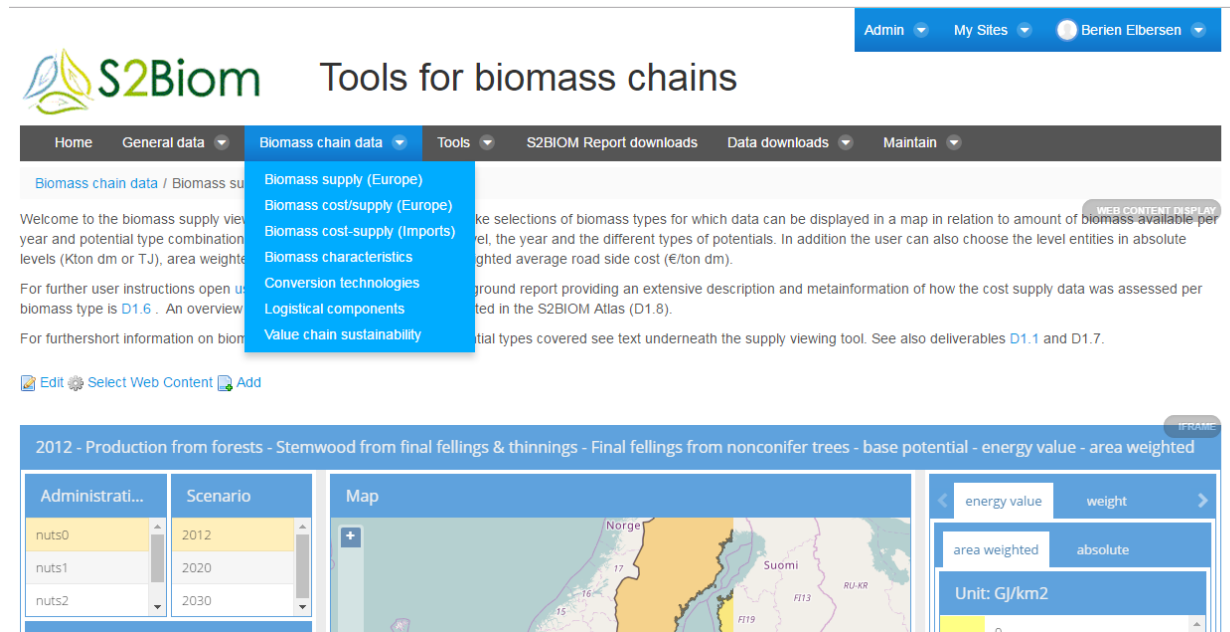 Admin My Sites Berien Elbersen
S2Biom Tools for biomass chains
Home General data Biomass chain data Tools S2BIOM Report downloads Data downloads Maintain
Biomass chain data / Biomass su
Biomass supply (Europe)
Biomass cost/supply (Europe)
Biomass cost-supply (Imports)
Biomass characteristics
Conversion technologies
Logistical components
Value chain sustainability
WEB CONTENT DISPLAY
Welcome to the biomass supply view ke selections of biomass types for which data can be displayed in a map in relation to amount of biomass available per
year and potential type combination el, the year and the different types of potentials. In addition the user can also choose the level entities in absolute
levels (Kton dm or TJ), area weighte ghted average road side cost (€/ton dm).
For further user instructions open us ground report providing an extensive description and metainformation of how the cost supply data was assessed per
biomass type is D1.6 . An overview ted in the S2BIOM Atlas (D1.8).
For furthershort information on biom tial types covered see text underneath the supply viewing tool. See also deliverables D1.1 and D1.7.
Edit Select Web Content Add
IFRAME
2012 - Production from forests - Stemwood from final fellings & thinnings - Final fellings from nonconifer trees - base potential - energy value - area weighted
Administrati... Scenario Map
nuts0 2012
nuts1 2020
nuts2 2030
+
Norge
17
16
15
Suomi
FI13
RU-KR
FI19
energy value weight
area weighted absolute
Unit: GJ/km2
0